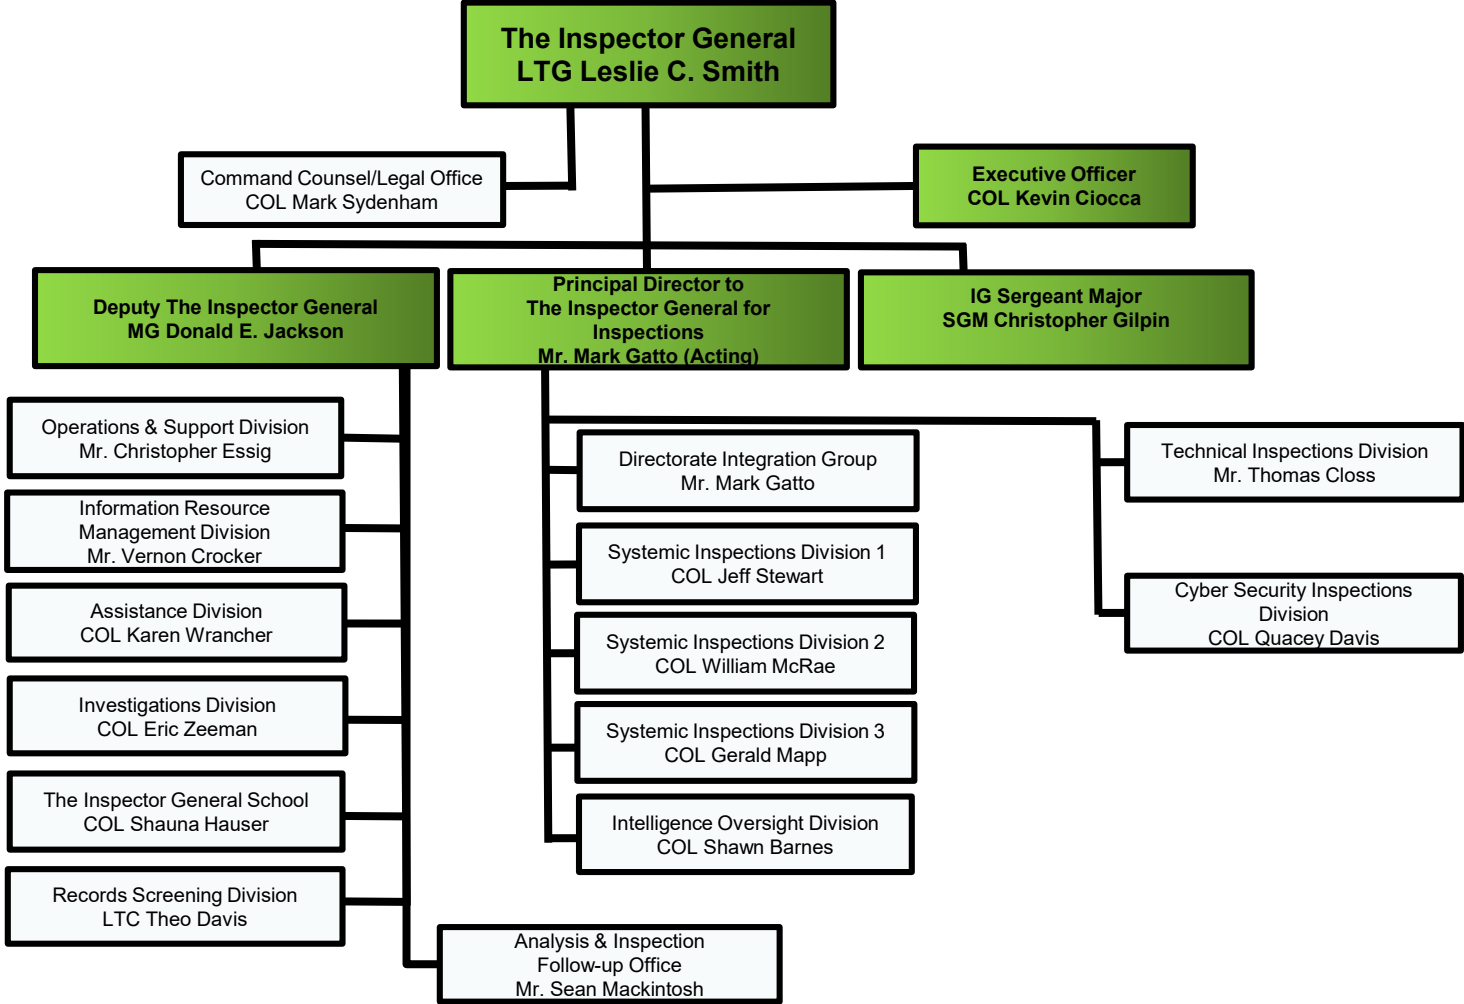 The Inspector General
LTG Leslie C. Smith
Command Counsel/Legal Office
COL Mark Sydenham
Executive Officer
COL Kevin Ciocca
Deputy The Inspector General
MG Donald E. Jackson
Principal Director to
The Inspector General for
Inspections
Mr. Mark Gatto (Acting)
IG Sergeant Major
SGM Christopher Gilpin
Operations & Support Division
Mr. Christopher Essig
Information Resource
Management Division
Mr. Vernon Crocker
Assistance Division
COL Karen Wrancher
Investigations Division
COL Eric Zeeman
The Inspector General School
COL Shauna Hauser
Records Screening Division
LTC Theo Davis
Analysis & Inspection
Follow-up Office
Mr. Sean Mackintosh
Directorate Integration Group
Mr. Mark Gatto
Systemic Inspections Division 1
COL Jeff Stewart
Systemic Inspections Division 2
COL William McRae
Systemic Inspections Division 3
COL Gerald Mapp
Intelligence Oversight Division
COL Shawn Barnes
Technical Inspections Division
Mr. Thomas Closs
Cyber Security Inspections
Division
COL Quacey Davis